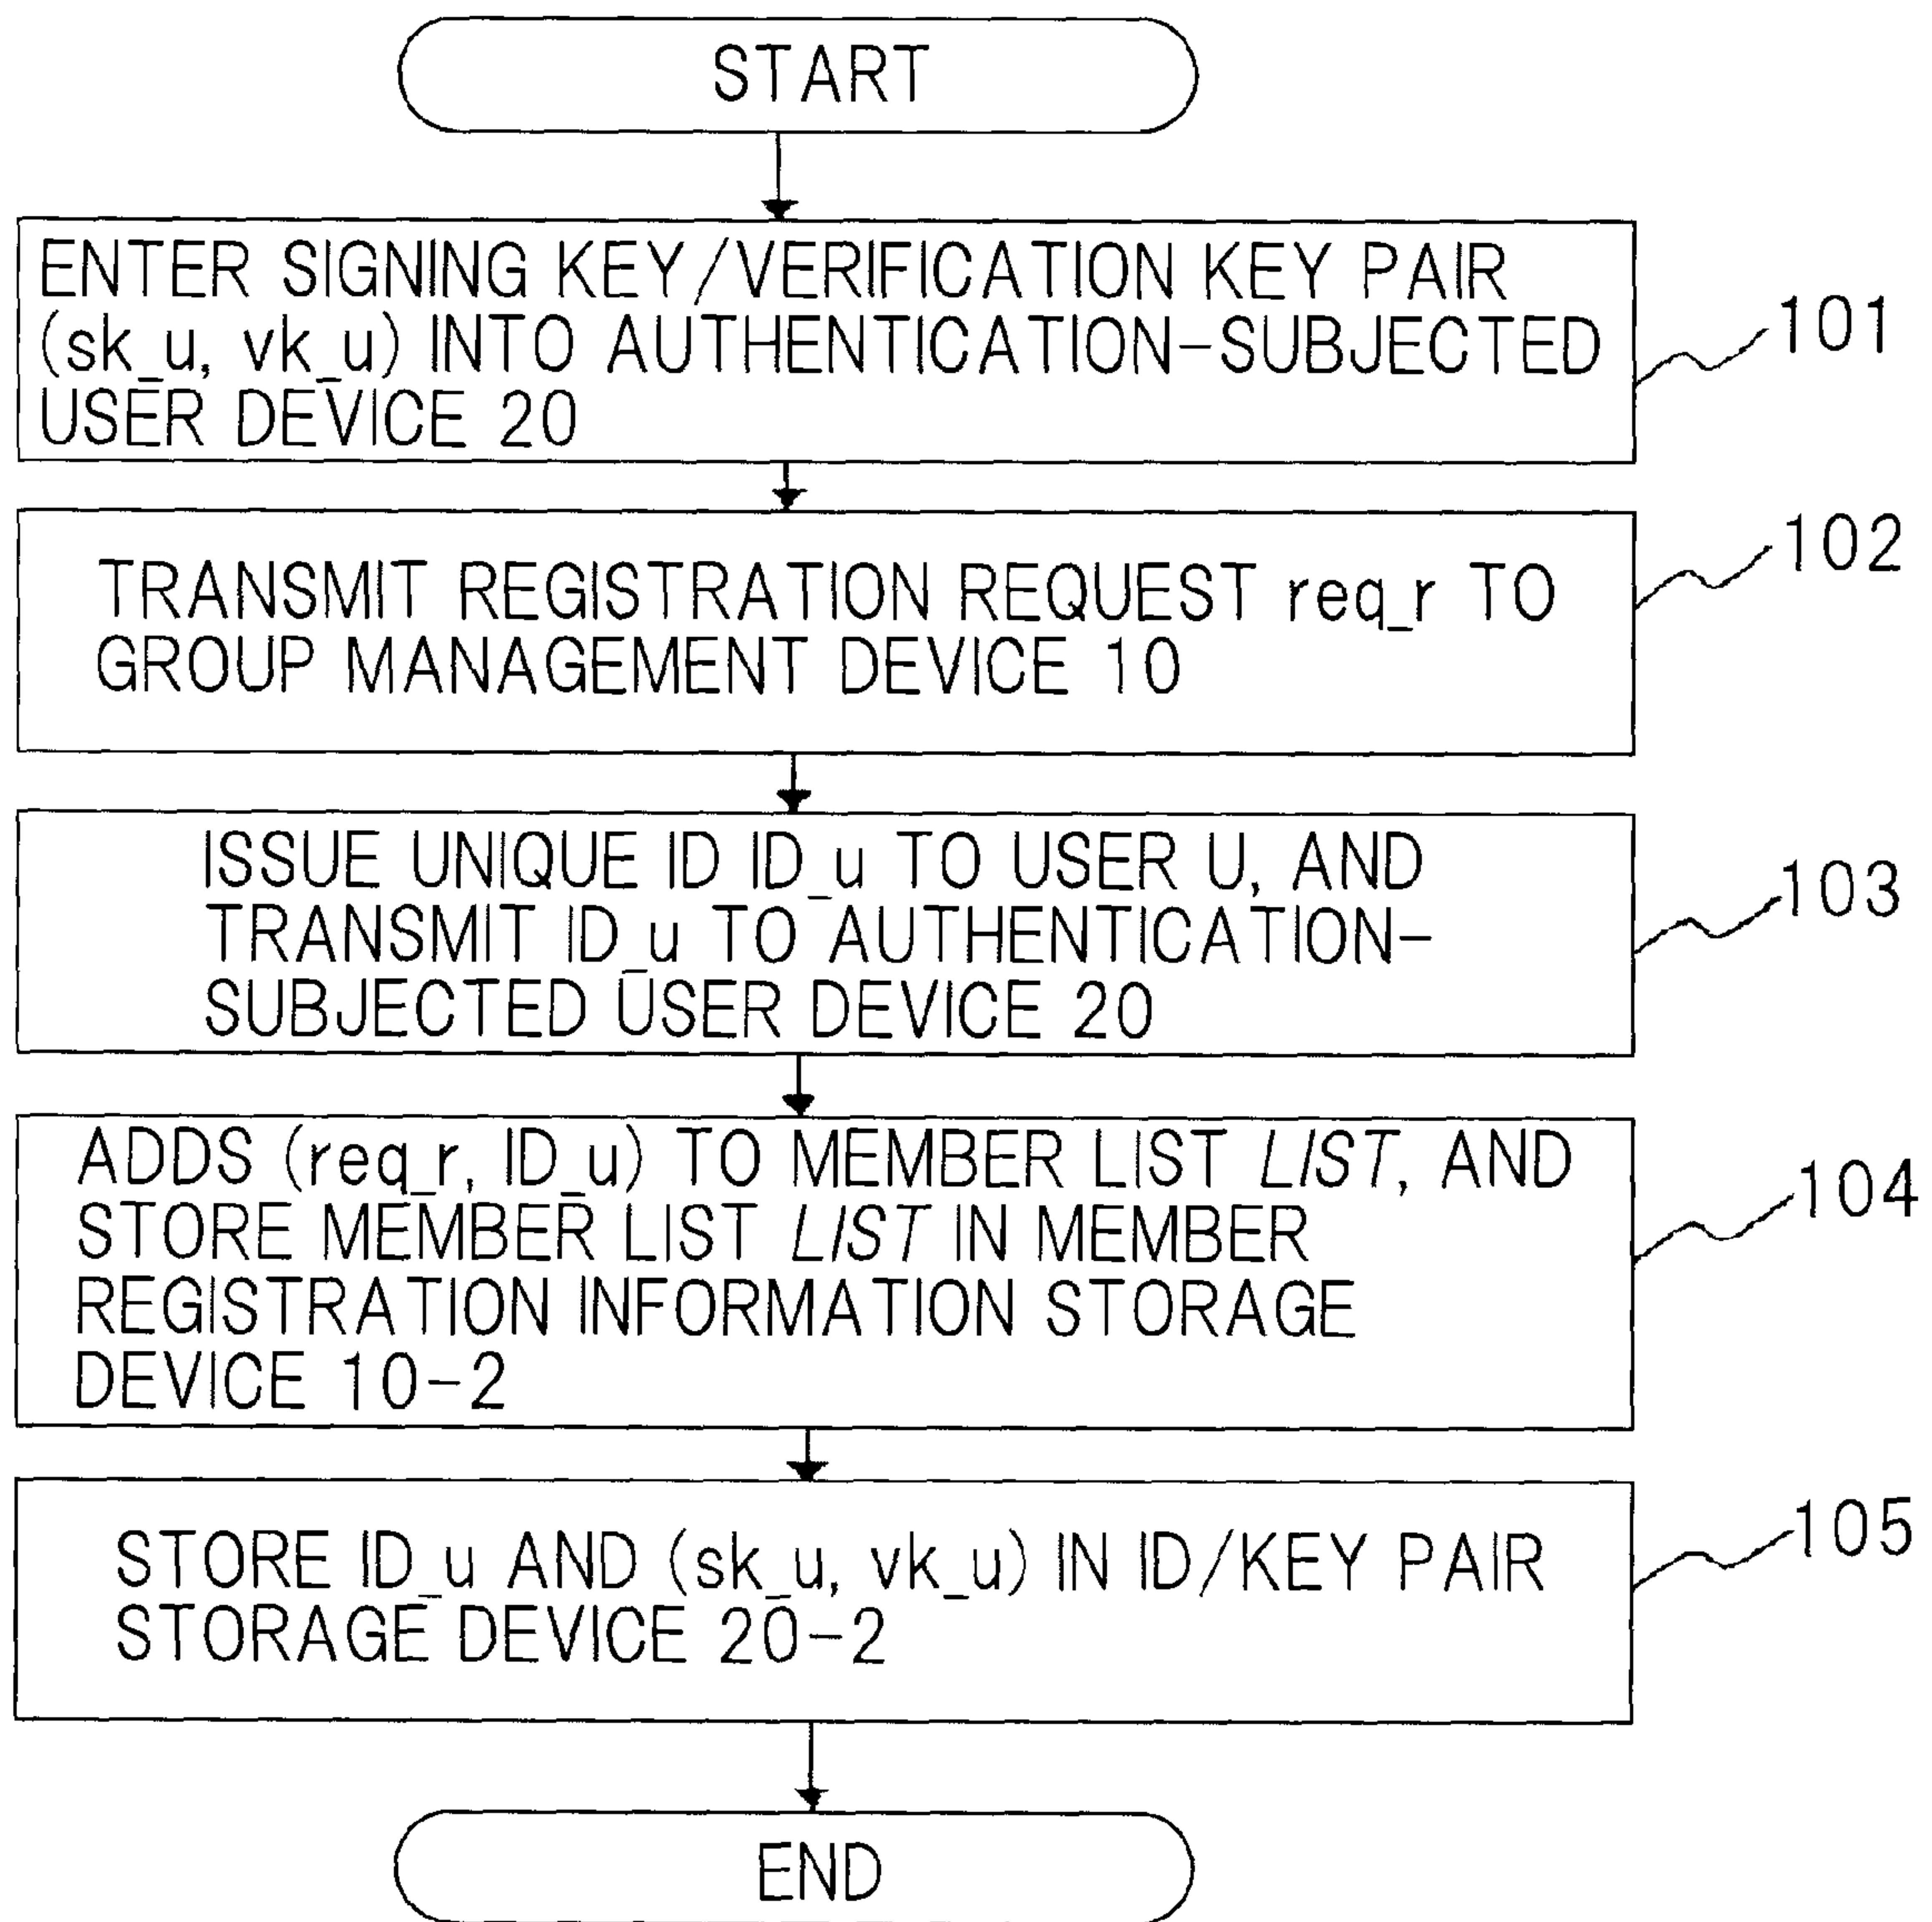 START
ENTER SIGNING KEY/VERIFICATION KEY PAIR
(sk_u, vk_u) INTO AUTHENTICATION-SUBJECTED
USER DEVICE 20
101
TRANSMIT REGISTRATION REQUEST req_r TO
GROUP MANAGEMENT DEVICE 10
102
ISSUE UNIQUE ID ID_u TO USER U, AND
TRANSMIT ID_u TO AUTHENTICATION-
SUBJECTED USER DEVICE 20
103
ADDS (req_r, ID_u) TO MEMBER LIST LIST, AND
STORE MEMBER LIST LIST IN MEMBER
REGISTRATION INFORMATION STORAGE
DEVICE 10-2
104
STORE ID_u AND (sk_u, vk_u) IN ID/KEY PAIR
STORAGE DEVICE 20-2
105
END